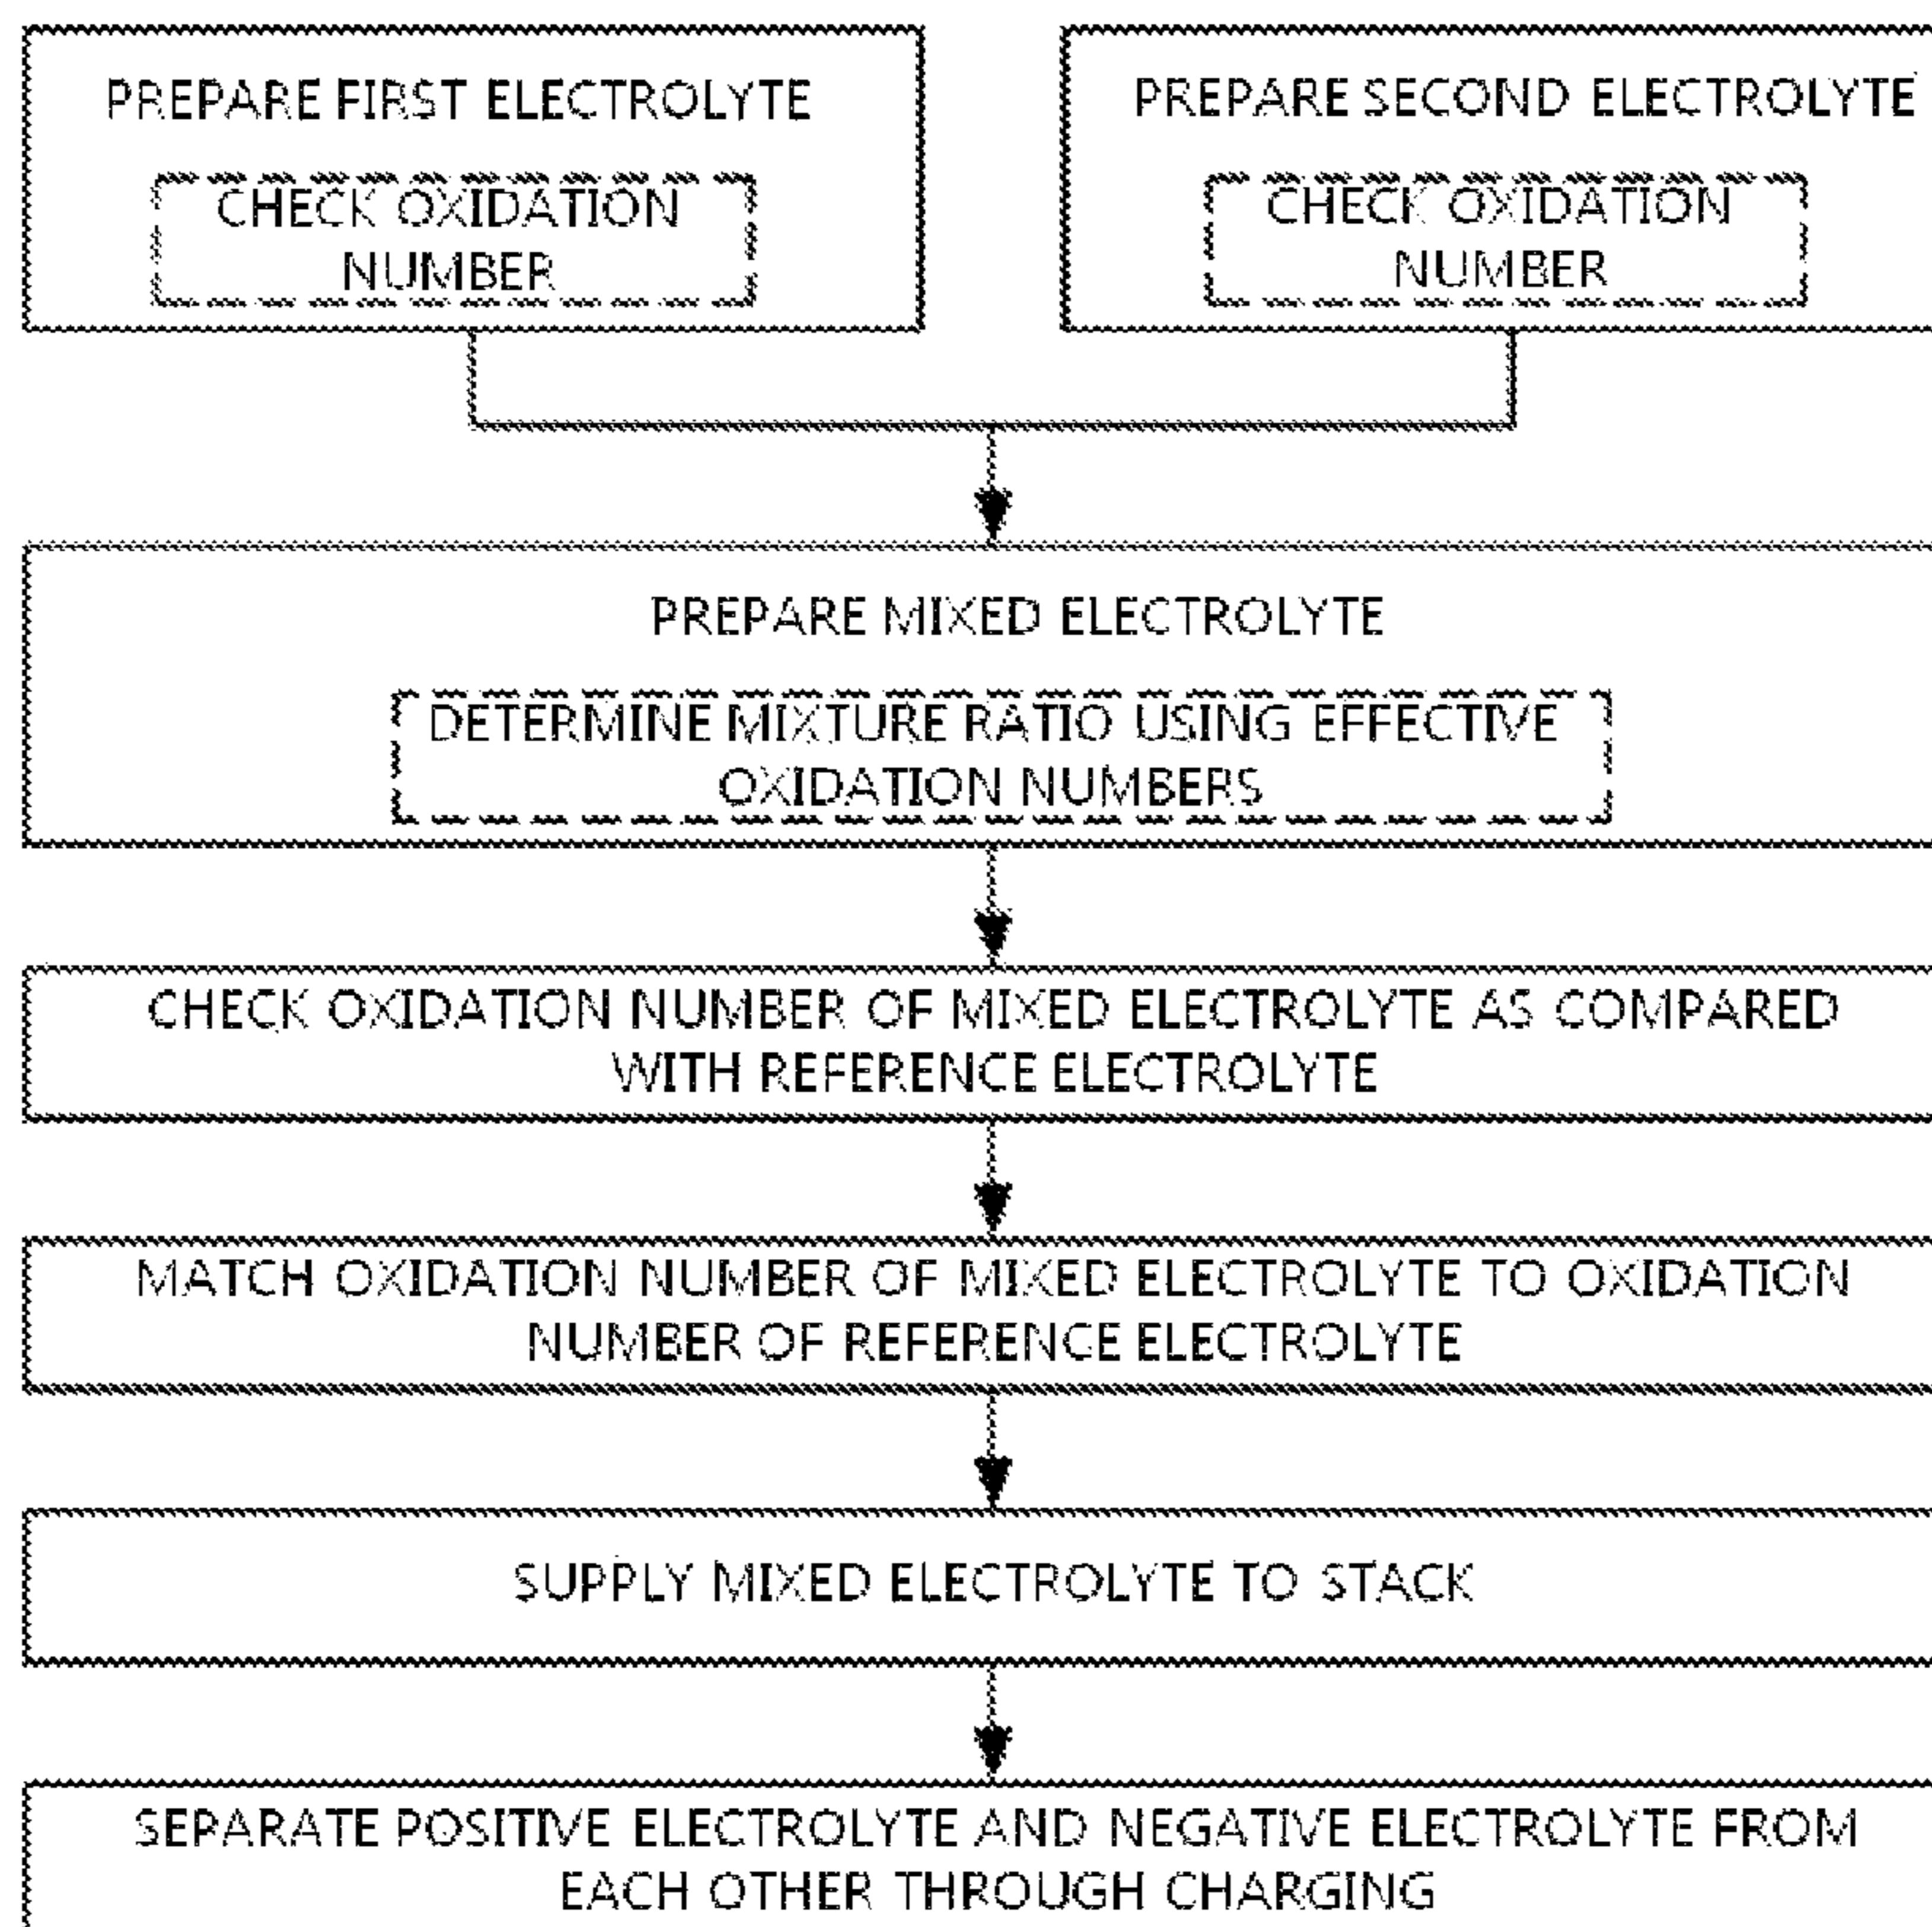 PREPARE FIRST ELECTROLYTE
CHECK OXIDATION
NUMBER
PREPARE SECOND ELECTROLYTE
CHECK OXIDATION
NUMBER
PREPARE MIXED ELECTROLYTE
DETERMINE MIXTURE RATIO USING EFFECTIVE
OXIDATION NUMBERS
CHECK OXIDATION NUMBER OF MIXED ELECTROLYTE AS COMPARED
WITH REFERENCE ELECTROLYTE
MATCH OXIDATION NUMBER OF MIXED ELECTROLYTE TO OXIDATION
NUMBER OF REFERENCE ELECTROLYTE
SUPPLY MIXED ELECTROLYTE TO STACK
SEPARATE POSITIVE ELECTROLYTE AND NEGATIVE ELECTROLYTE FROM
EACH OTHER THROUGH CHARGING